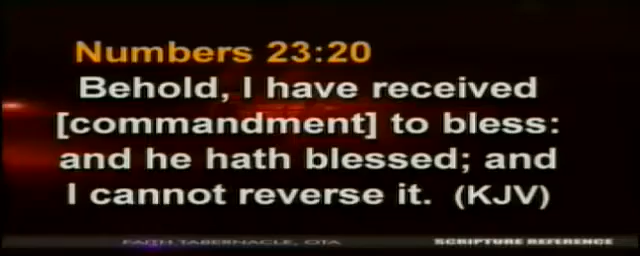 Numbers 23:20
Behold, I have received
[commandment] to bless:
and he hath blessed; and
I cannot reverse it. (KJV)
FAITH TABERNACLE, OTA
SCRIPTURE REFERENCE